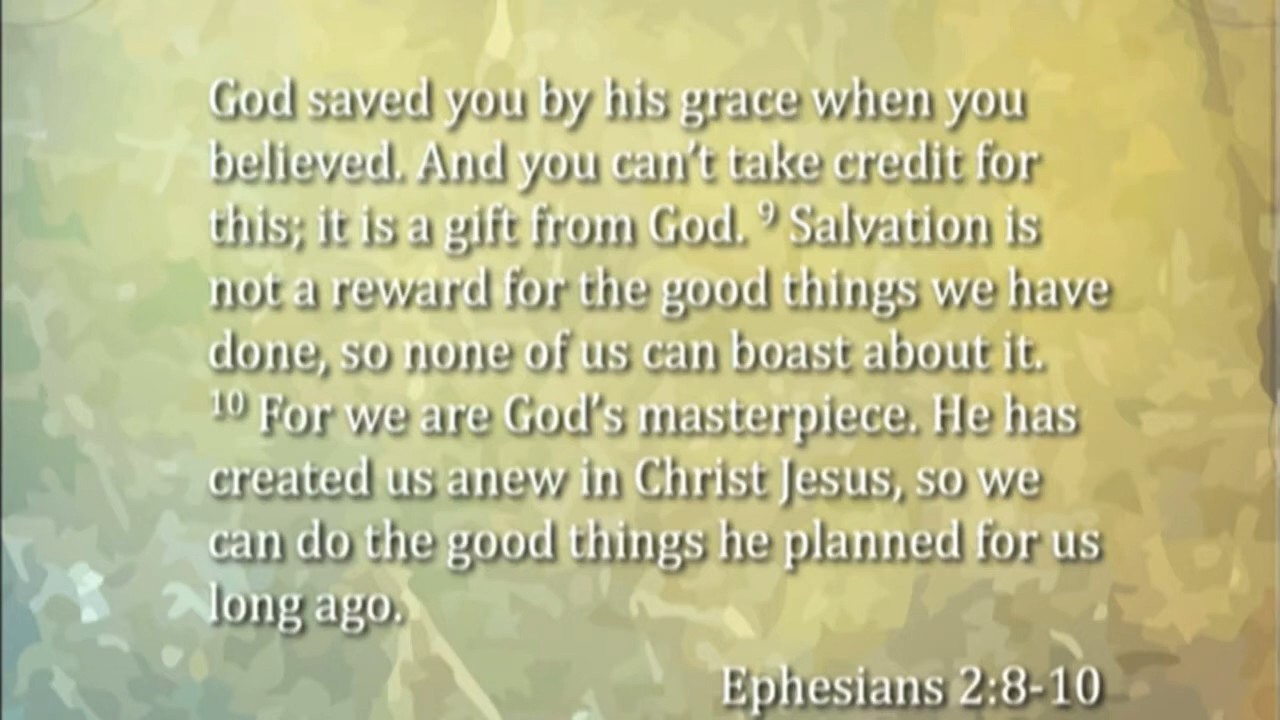 God saved you by his grace when you
believed. And you can’t take credit for
this; it is a gift from God. ⁹ Salvation is
not a reward for the good things we have
done, so none of us can boast about it.
¹⁰ For we are God’s masterpiece. He has
created us anew in Christ Jesus, so we
can do the good things he planned for us
long ago.
Ephesians 2:8-10